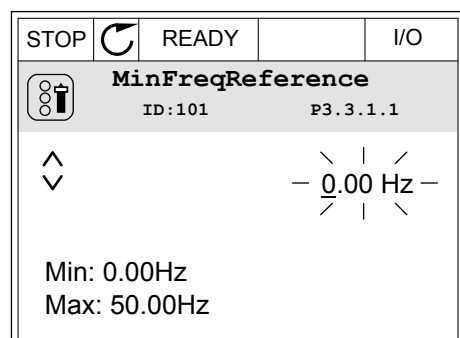 STOP READY I/O
MinFreqReference
ID:101 P3.3.1.1
0.00 Hz
Min: 0.00Hz
Max: 50.00Hz